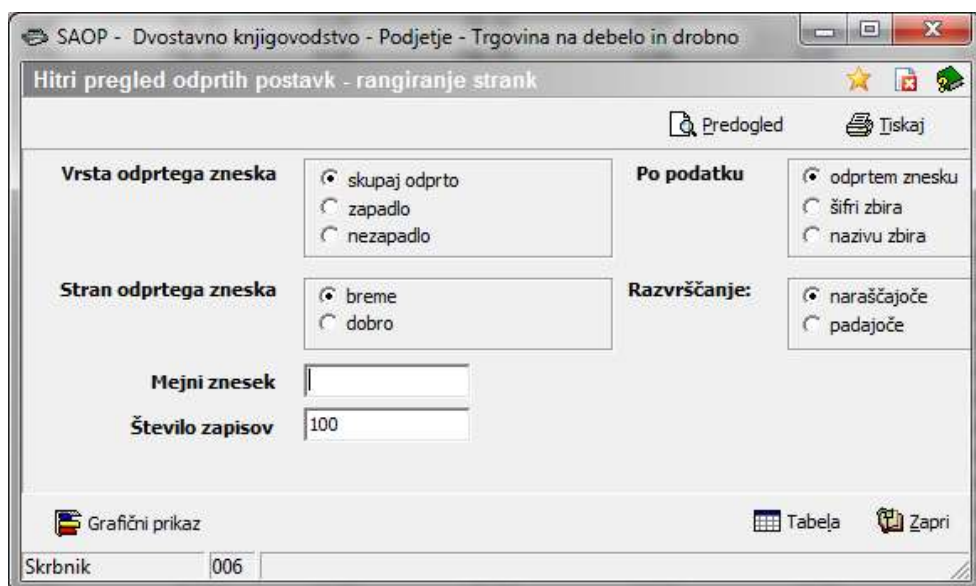 SAOP - Dvostavno knjigovodstvo - Podjetje - Trgovina na debelo in drobno
Hitri pregled odprtih postavk - rangiranje strank
Predogled
Tiskaj
Vrsta odprtega zneska
skupaj odprto
zapadlo
nezapadlo
Po podatku
odprtem znesku
šifri zbira
nazivu zbira
Stran odprtega zneska
breme
dobro
Razvrščanje:
naraščajoče
padajoče
Mejni znesek
Število zapisov
100
Grafični prikaz
Tabela
Zapri
Skrbnik
006